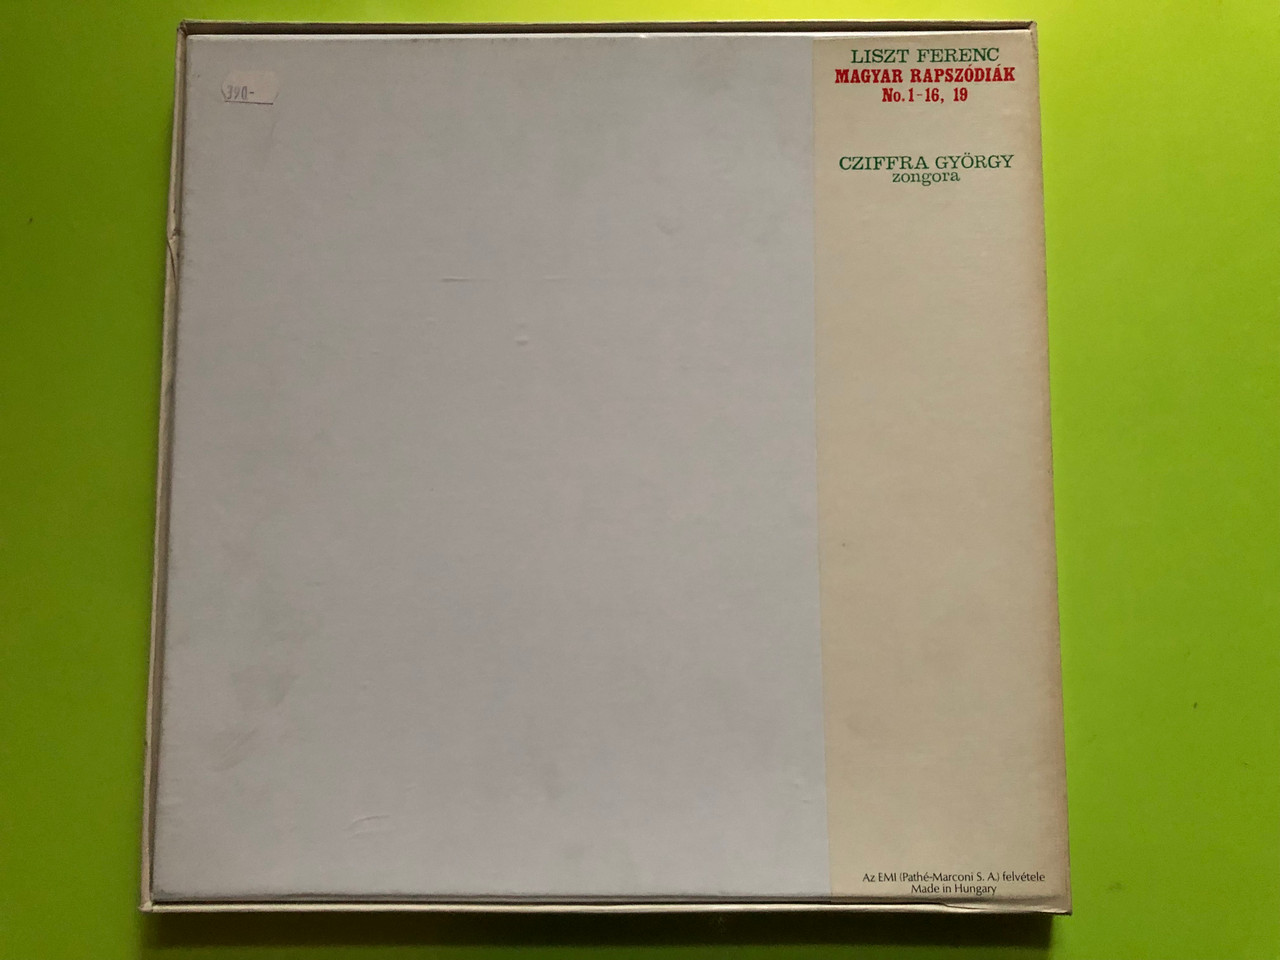 390-
LISZT FERENC
MAGYAR RAPSZÓDIÁK
No. 1-16, 19
CZIFFRA GYÖRGY
zongora
Az EMI (Pathé-Marconi S. A.) felvétele
Made in Hungary